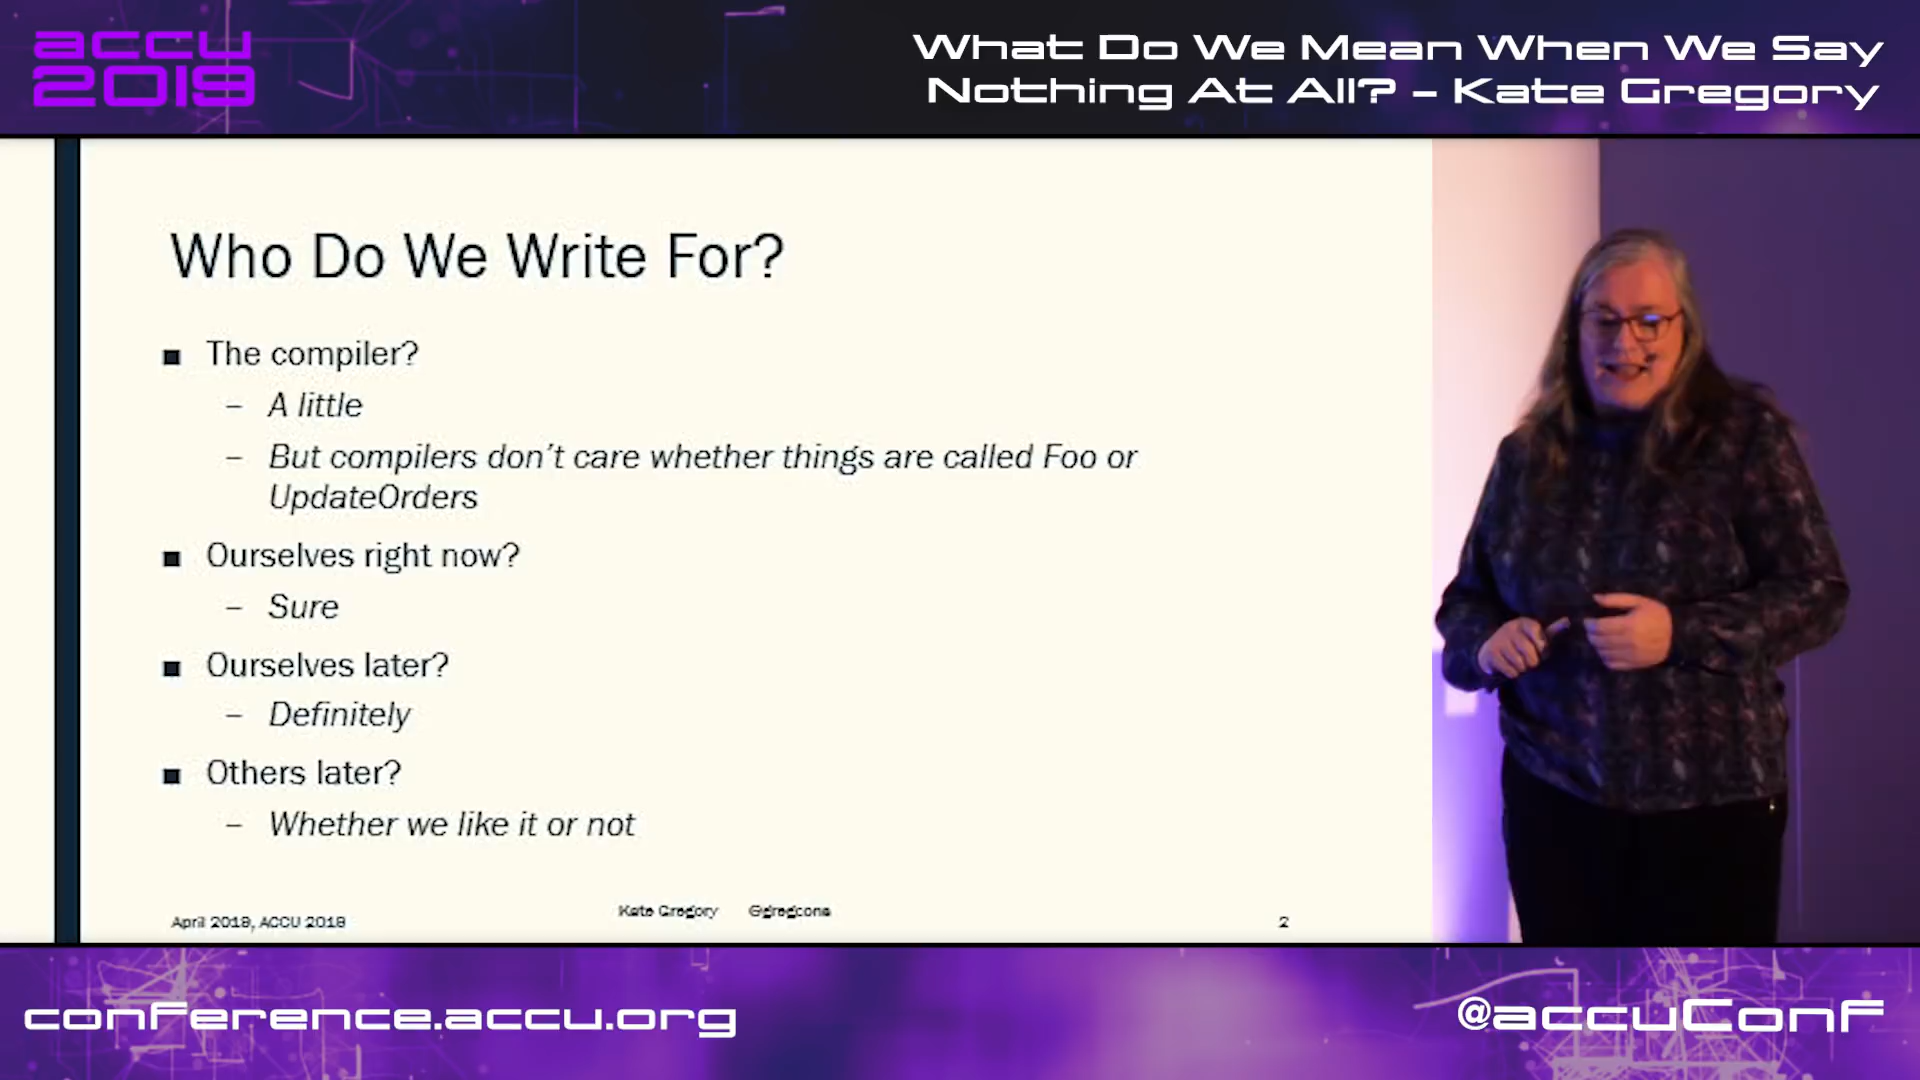 accu
2019
What Do We Mean When We Say
Nothing At All? – Kate Gregory
Who Do We Write For?
■ The compiler?
– A little
– But compilers don't care whether things are called Foo or
UpdateOrders
■ Ourselves right now?
– Sure
■ Ourselves later?
– Definitely
■ Others later?
– Whether we like it or not
April 2019, ACCU 2019
Kate Gregory @gregcons
2
conference.accu.org
@accuConf